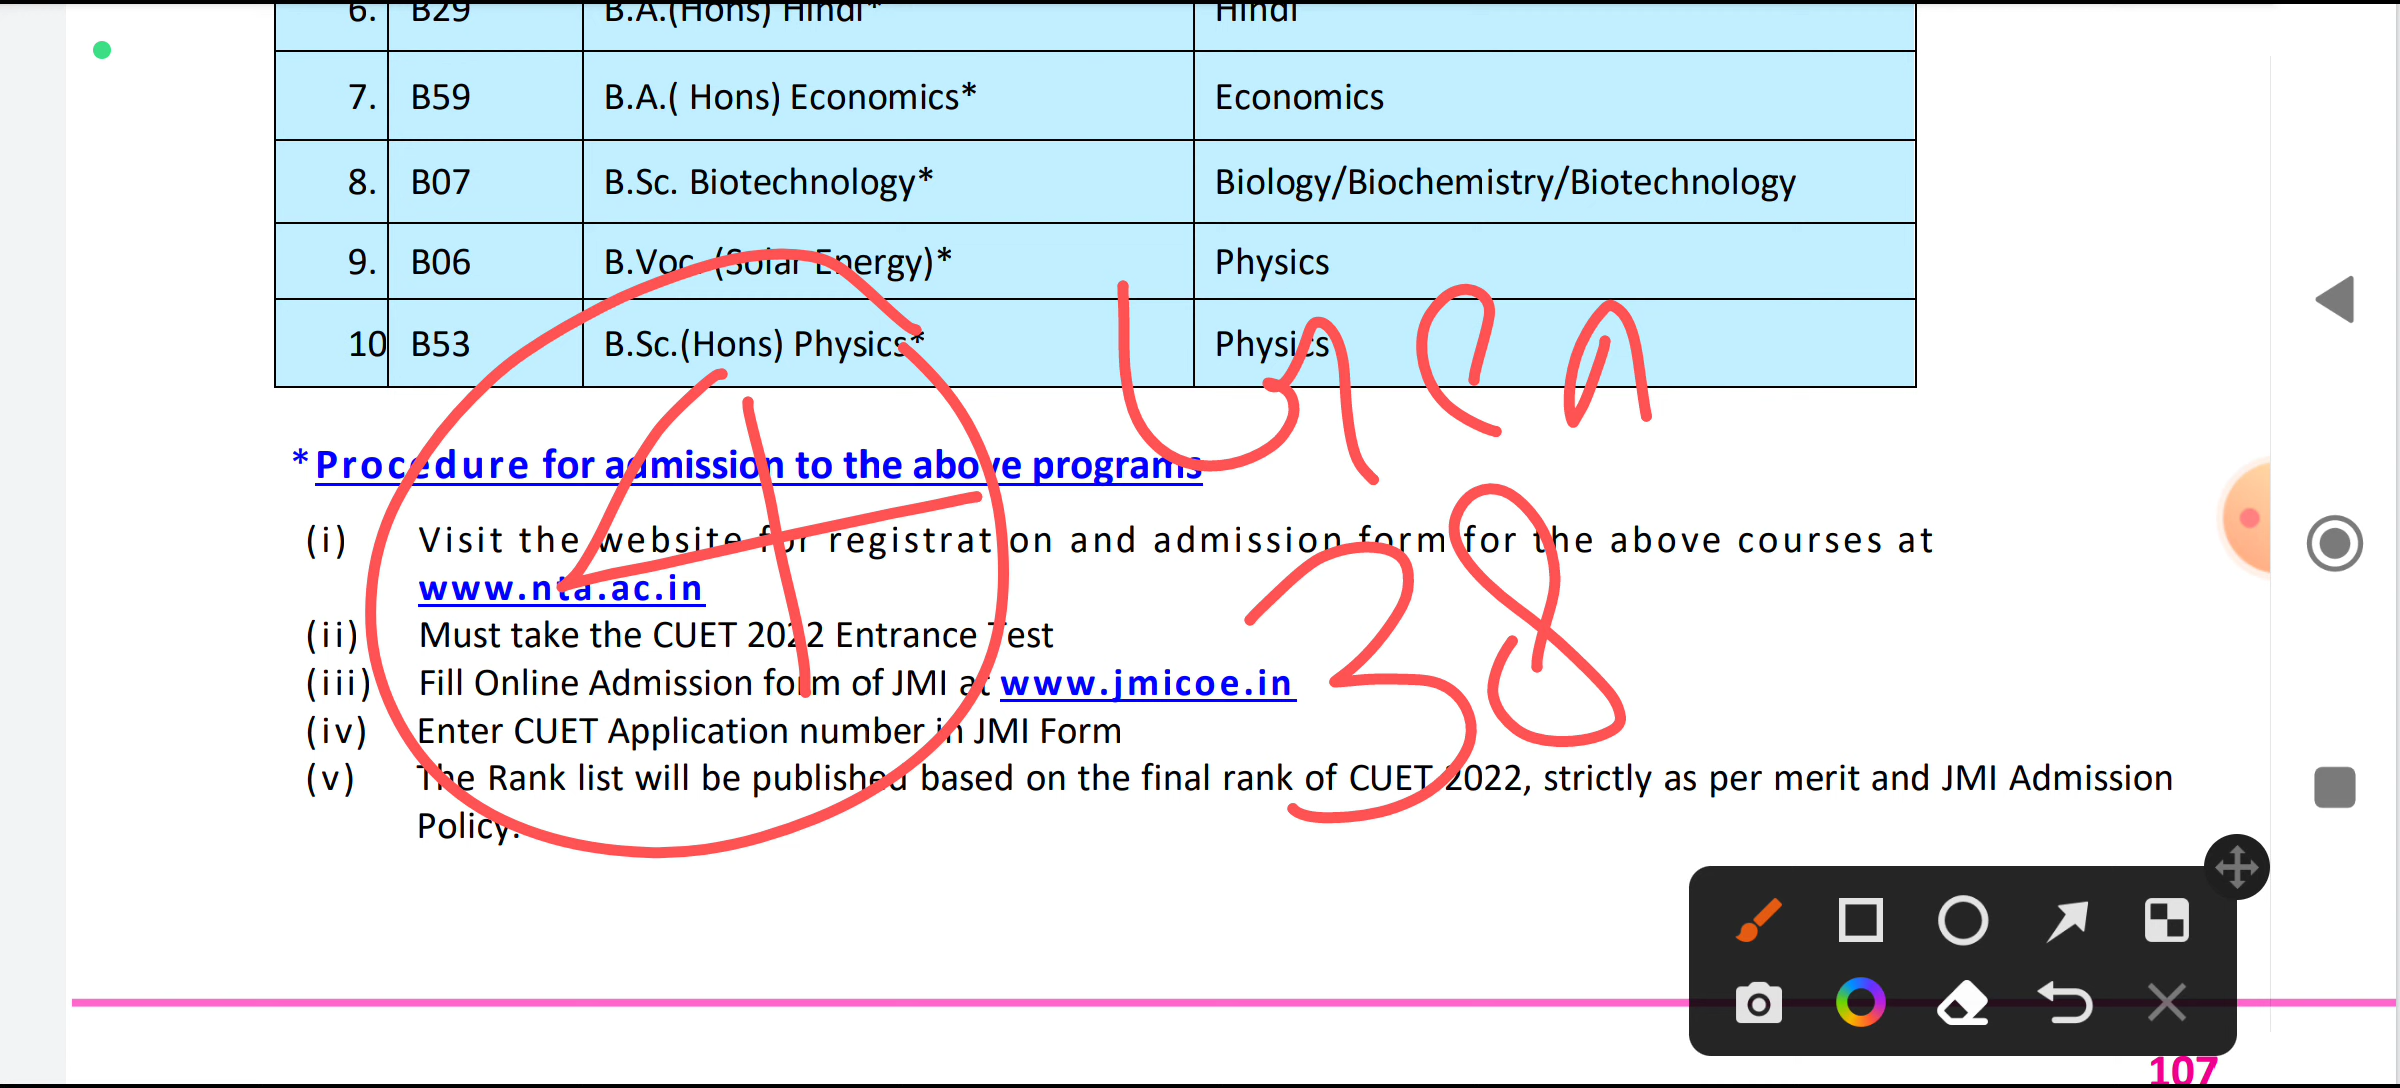 6. B29 B.A.(Hons) Hindi* Hindi
7. B59 B.A.( Hons) Economics* Economics
8. B07 B.Sc. Biotechnology* Biology/Biochemistry/Biotechnology
9. B06 B.Voc. (Solar Energy)* Physics
10 B53 B.Sc.(Hons) Physics* Physics
*Procedure for admission to the above programs
(i) Visit the website for registration and admission form for the above courses at
www.nta.ac.in
(ii) Must take the CUET 2022 Entrance Test
(iii) Fill Online Admission form of JMI at www.jmicoe.in
(iv) Enter CUET Application number in JMI Form
(v) The Rank list will be published based on the final rank of CUET 2022, strictly as per merit and JMI Admission
Policy.
4
38
107